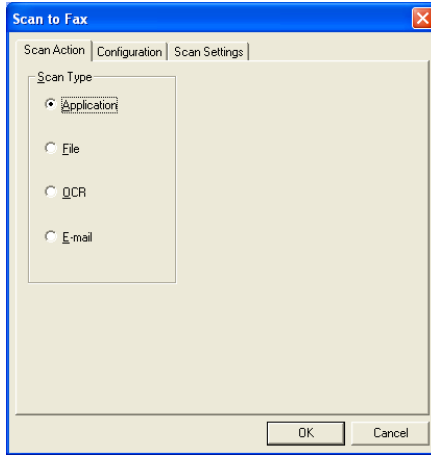 Scan to Fax
Scan Action Configuration Scan Settings
Scan Type
Application
File
OCR
E-mail
OK Cancel